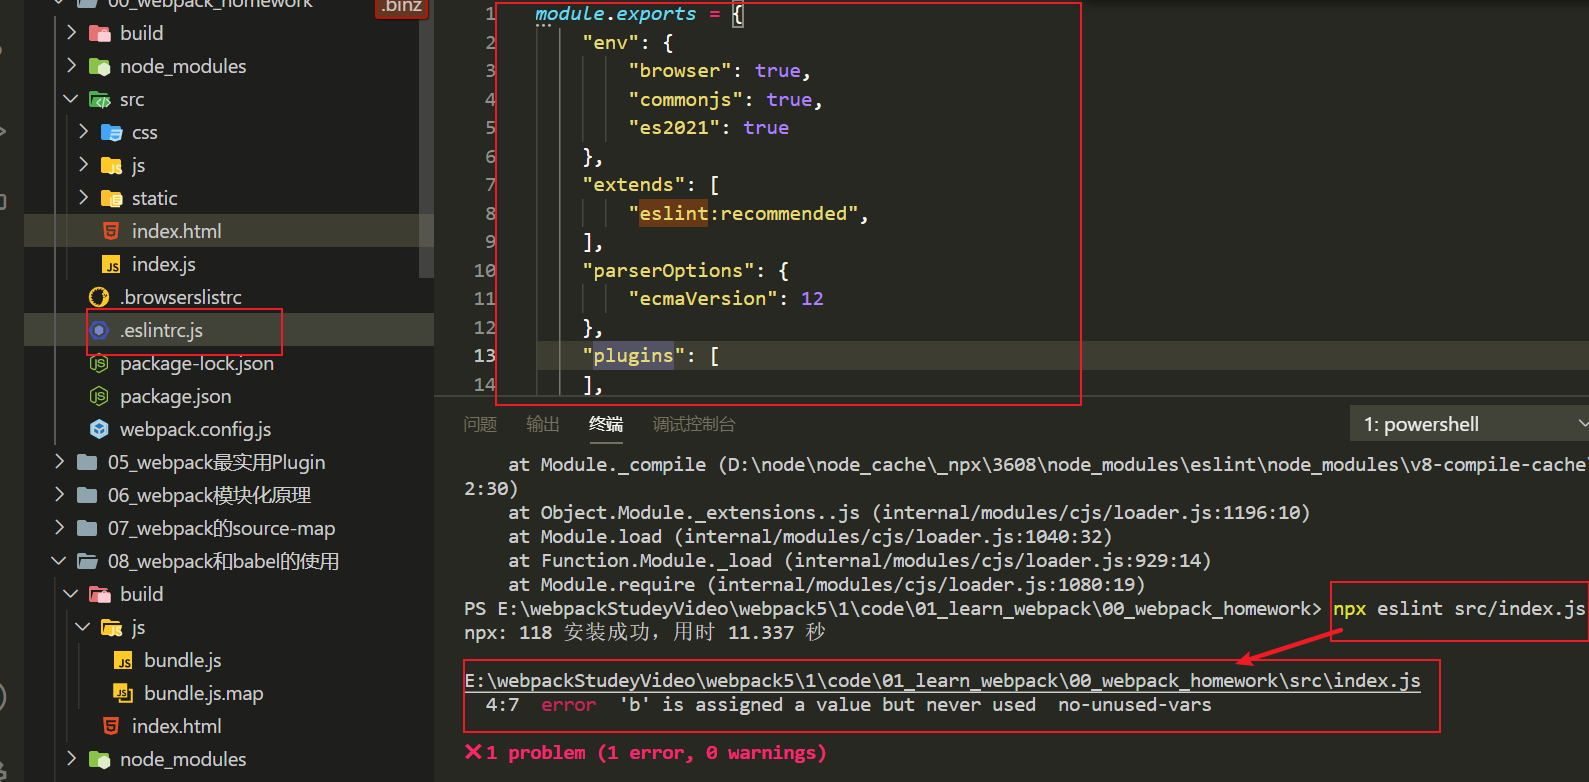 00_webpack_homework
build
node_modules
src
css
js
static
index.html
index.js
.browserslistrc
.eslintrc.js
package-lock.json
package.json
webpack.config.js
05_webpack最实用Plugin
06_webpack模块化原理
07_webpack的source-map
08_webpack和babel的使用
build
js
bundle.js
bundle.js.map
index.html
node_modules
.binz
1 module.exports = {
2 "env": {
3 "browser": true,
4 "commonjs": true,
5 "es2021": true
6 },
7 "extends": [
8 "eslint:recommended",
9 ],
10 "parserOptions": {
11 "ecmaVersion": 12
12 },
13 "plugins": [
14 ],
问题 输出 终端 调试控制台 1: powershell
at Module._compile (D:\node\node_cache\_npx\3608\node_modules\eslint\node_modules\v8-compile-cache\
2:30)
at Object.Module._extensions..js (internal/modules/cjs/loader.js:1196:10)
at Module.load (internal/modules/cjs/loader.js:1040:32)
at Function.Module._load (internal/modules/cjs/loader.js:929:14)
at Module.require (internal/modules/cjs/loader.js:1080:19)
PS E:\webpackStudeyVideo\webpack5\1\code\01_learn_webpack\00_webpack_homework> npx eslint src/index.js
npx: 118 安装成功，用时 11.337 秒
E:\webpackStudeyVideo\webpack5\1\code\01_learn_webpack\00_webpack_homework\src\index.js
4:7 error 'b' is assigned a value but never used no-unused-vars
✕ 1 problem (1 error, 0 warnings)